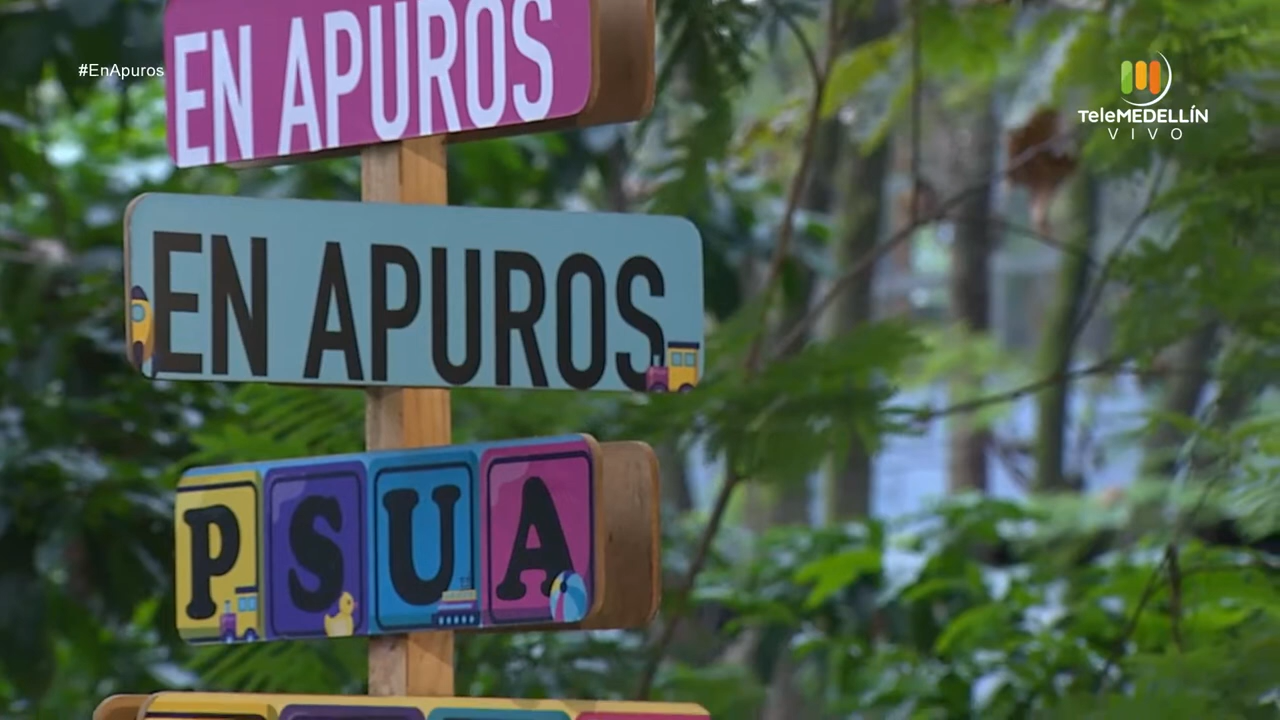 EN APUROS
#EnApuros
TeleMEDELLÍN
VIVO
EN APUROS
PSUA